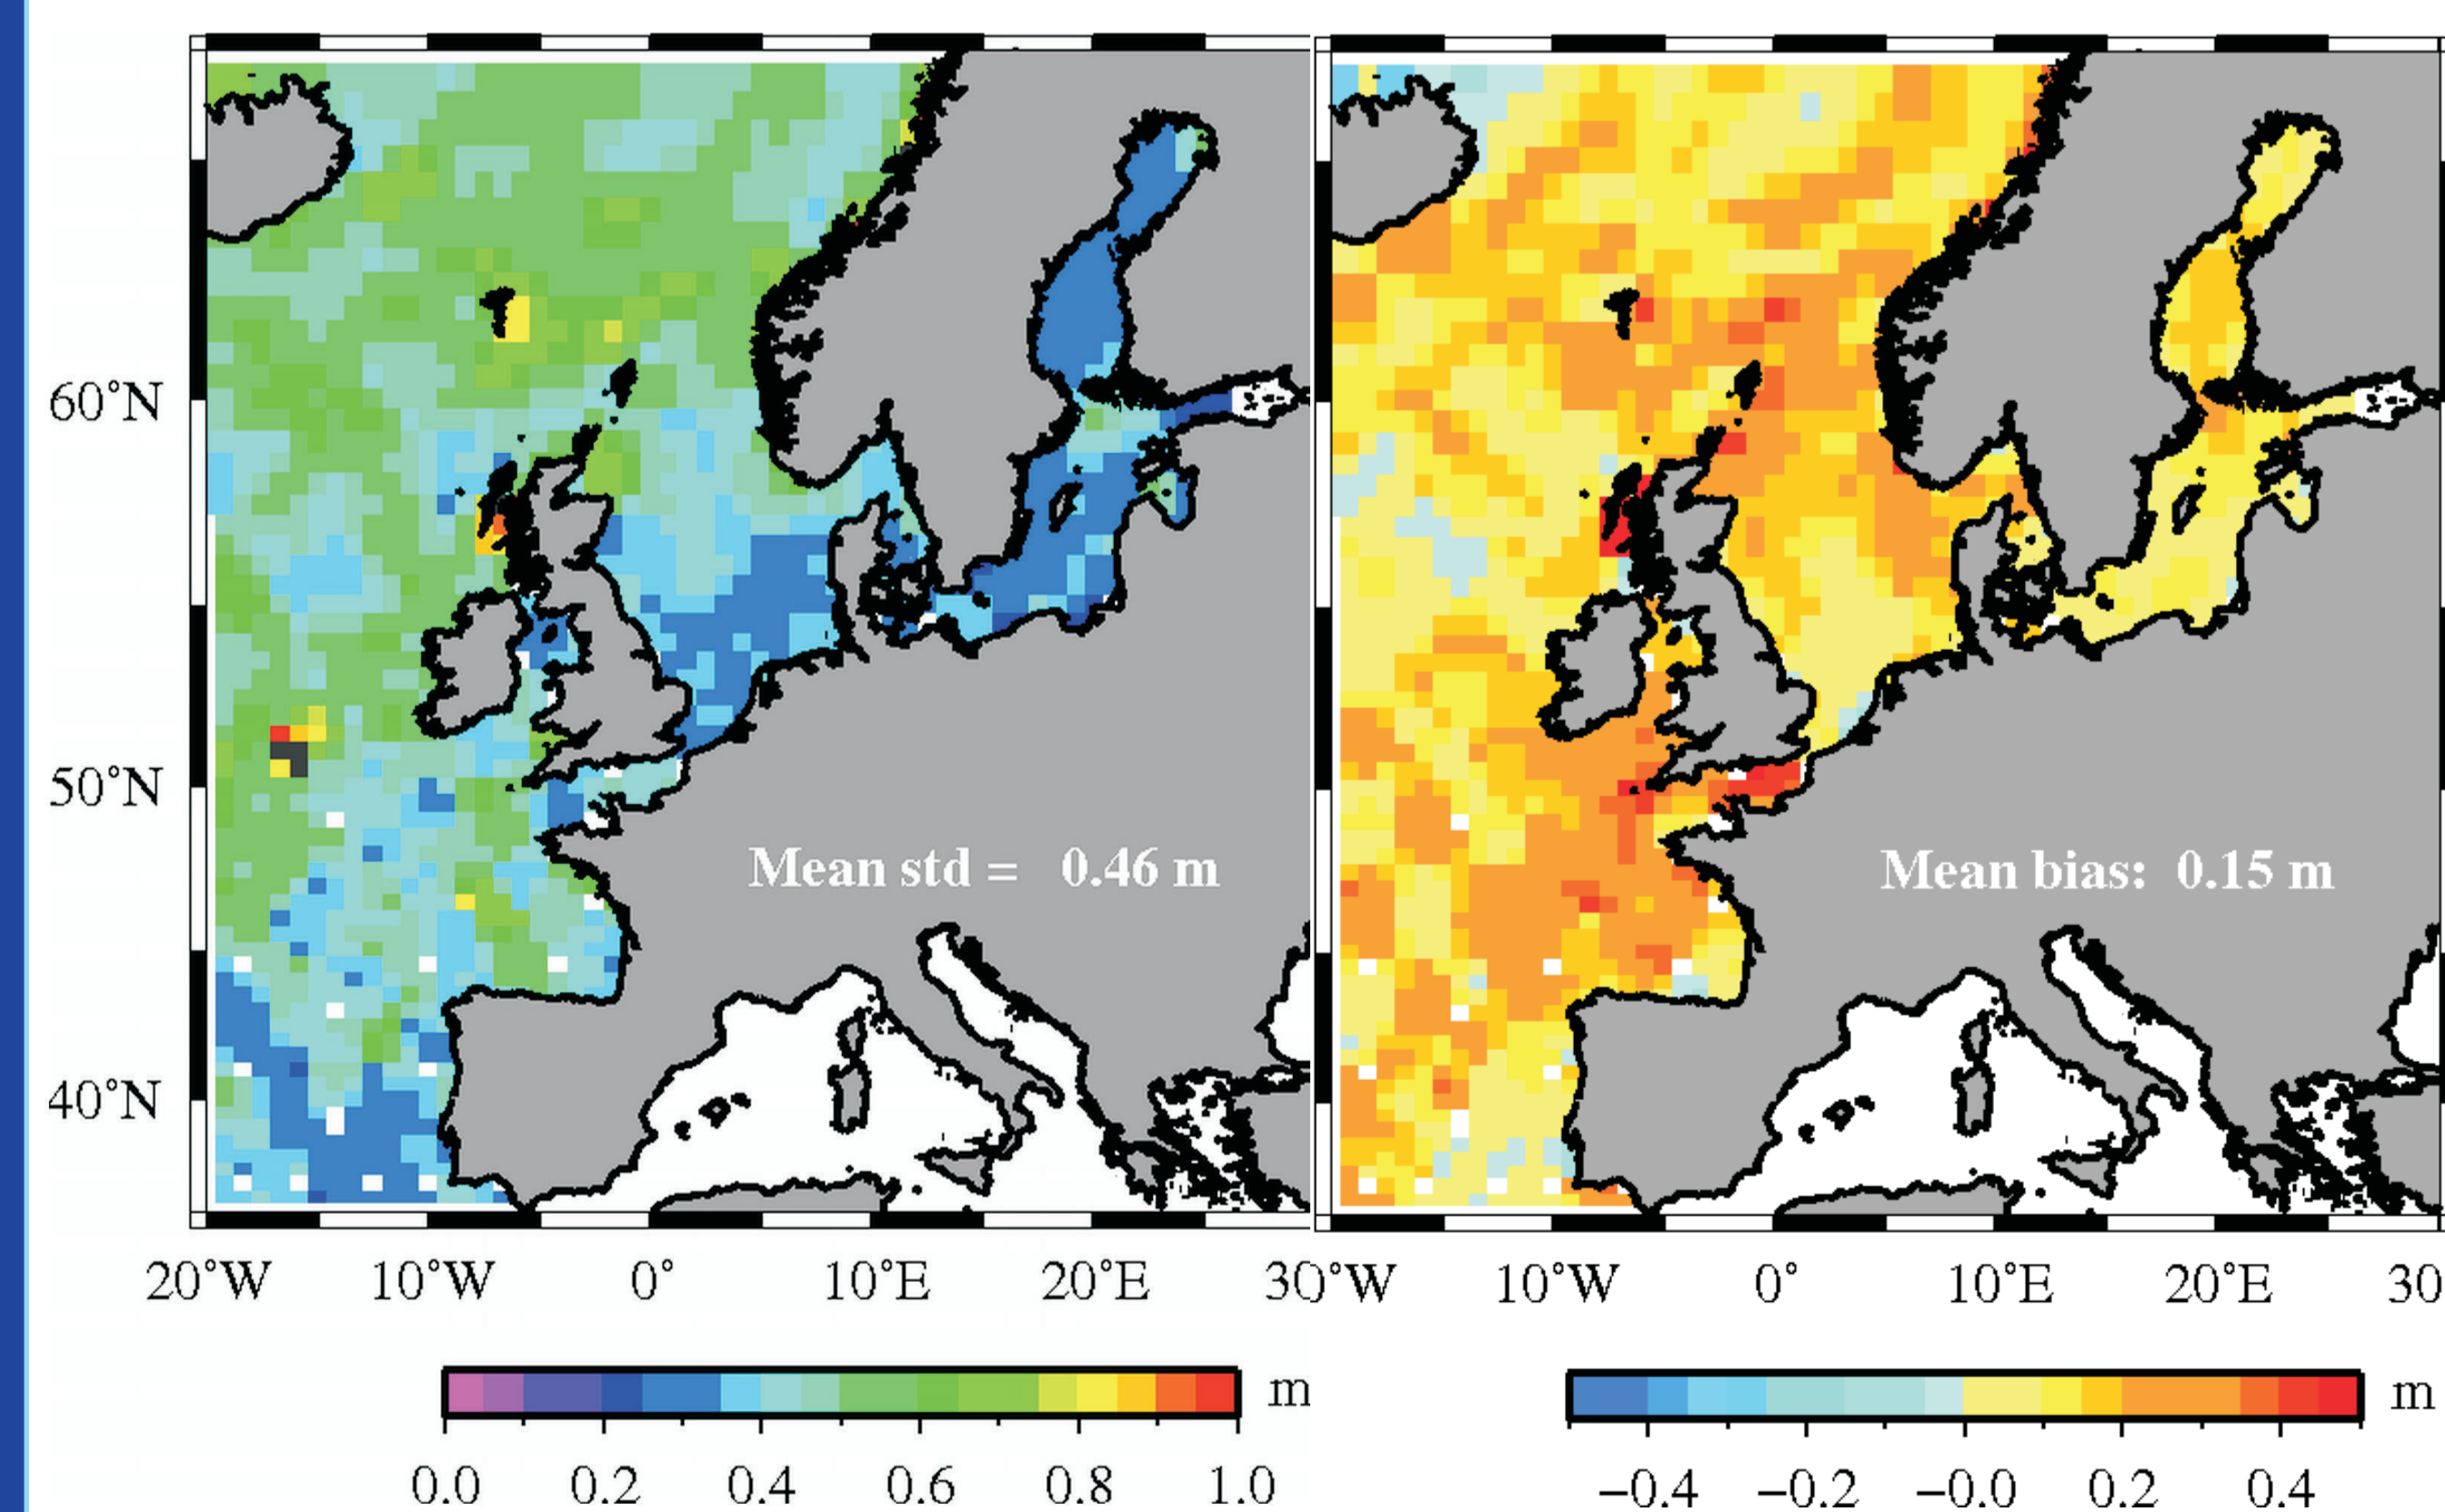 60°N
50°N
40°N
Mean std = 0.46 m
Mean bias: 0.15 m
20°W 10°W 0° 10°E 20°E 30°W 10°W 0° 10°E 20°E 30
m
m
0.0 0.2 0.4 0.6 0.8 1.0
−0.4 −0.2 −0.0 0.2 0.4